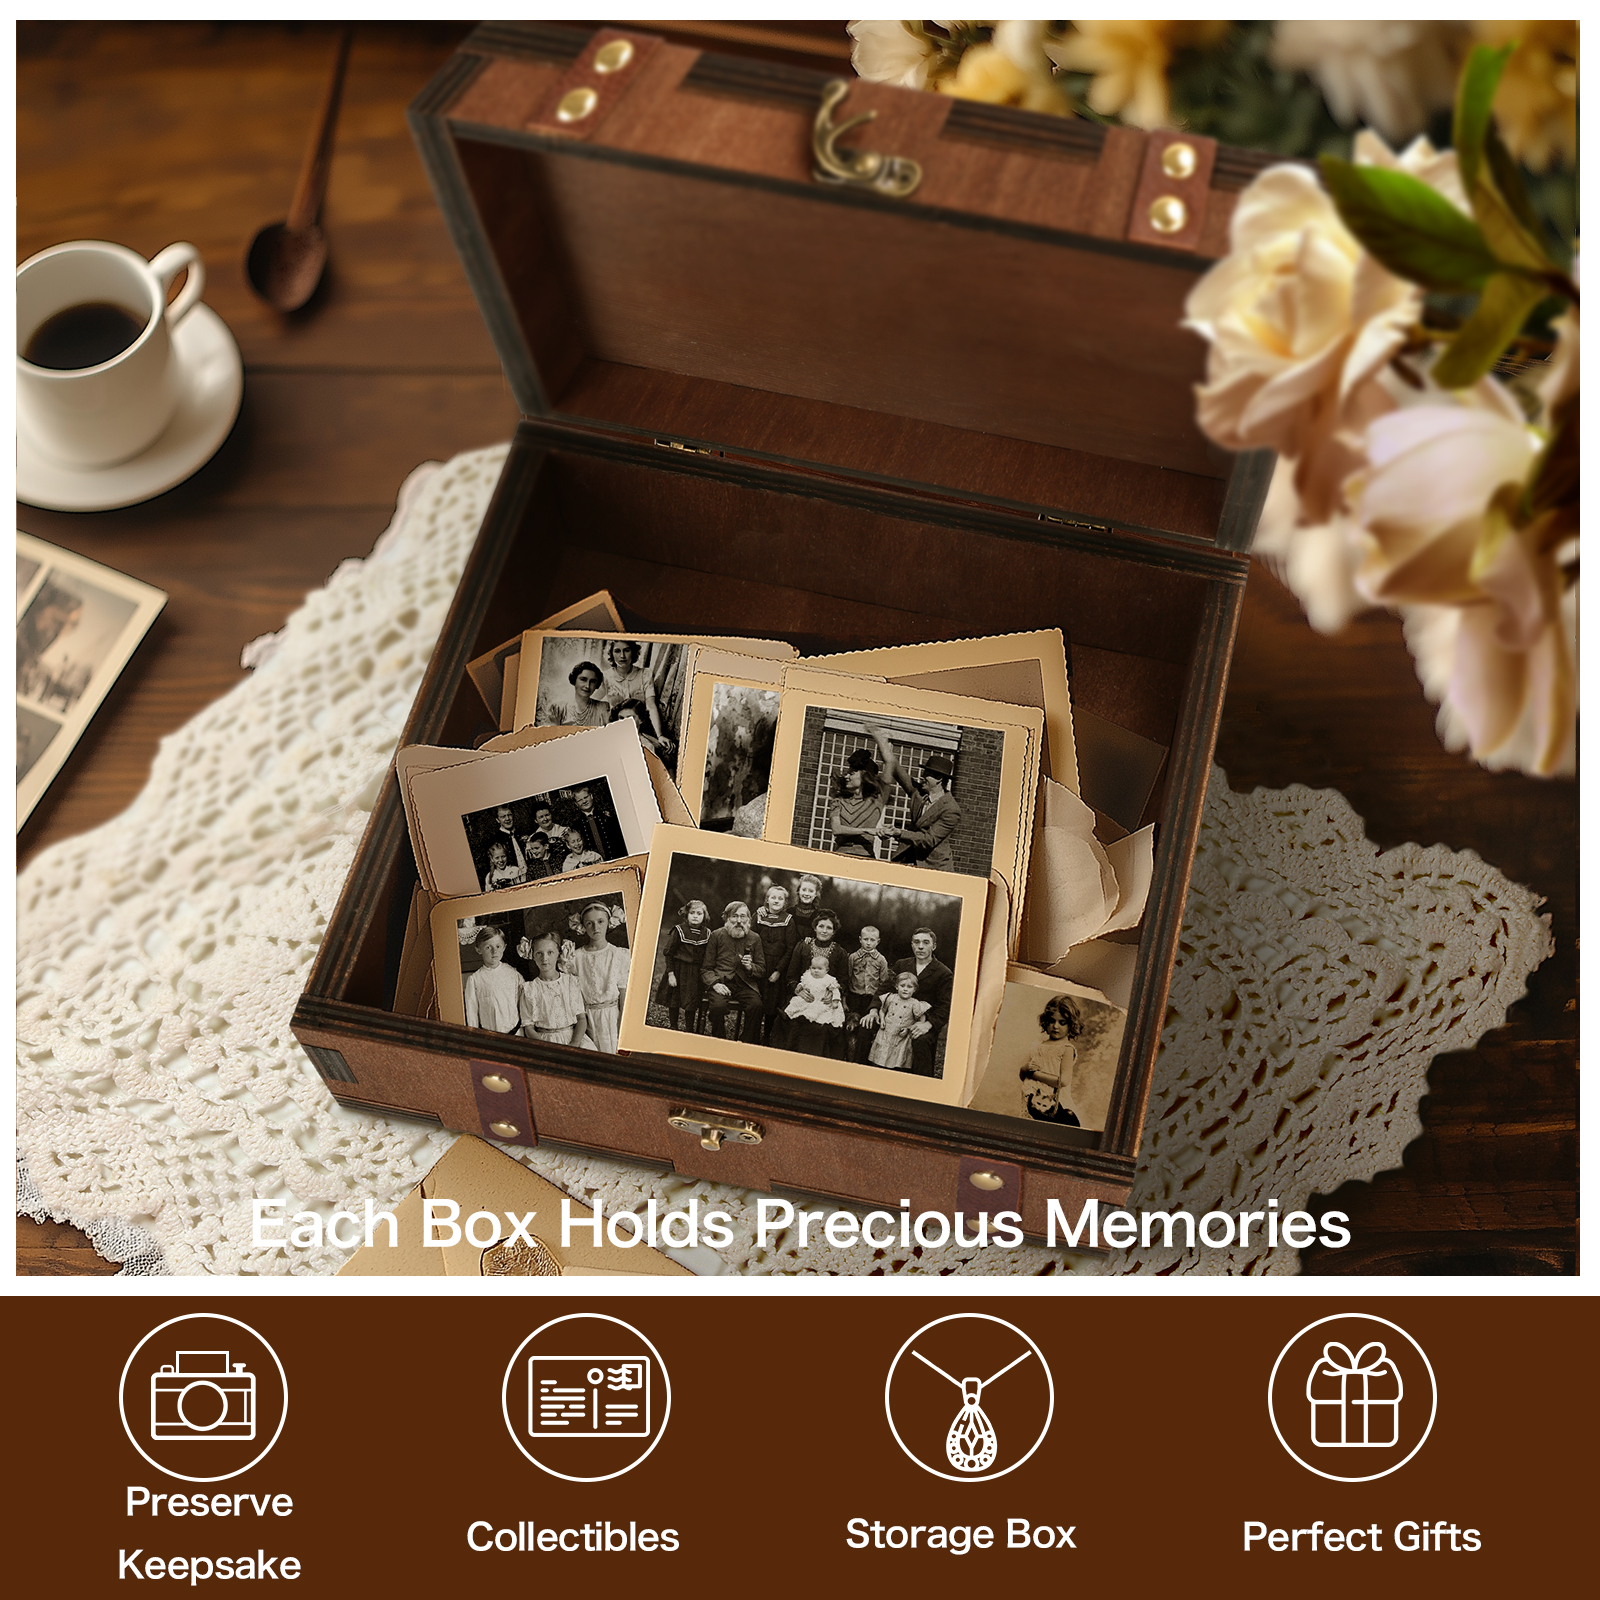 Each Box Holds Precious Memories
Preserve
Keepsake
Collectibles
Storage Box
Perfect Gifts